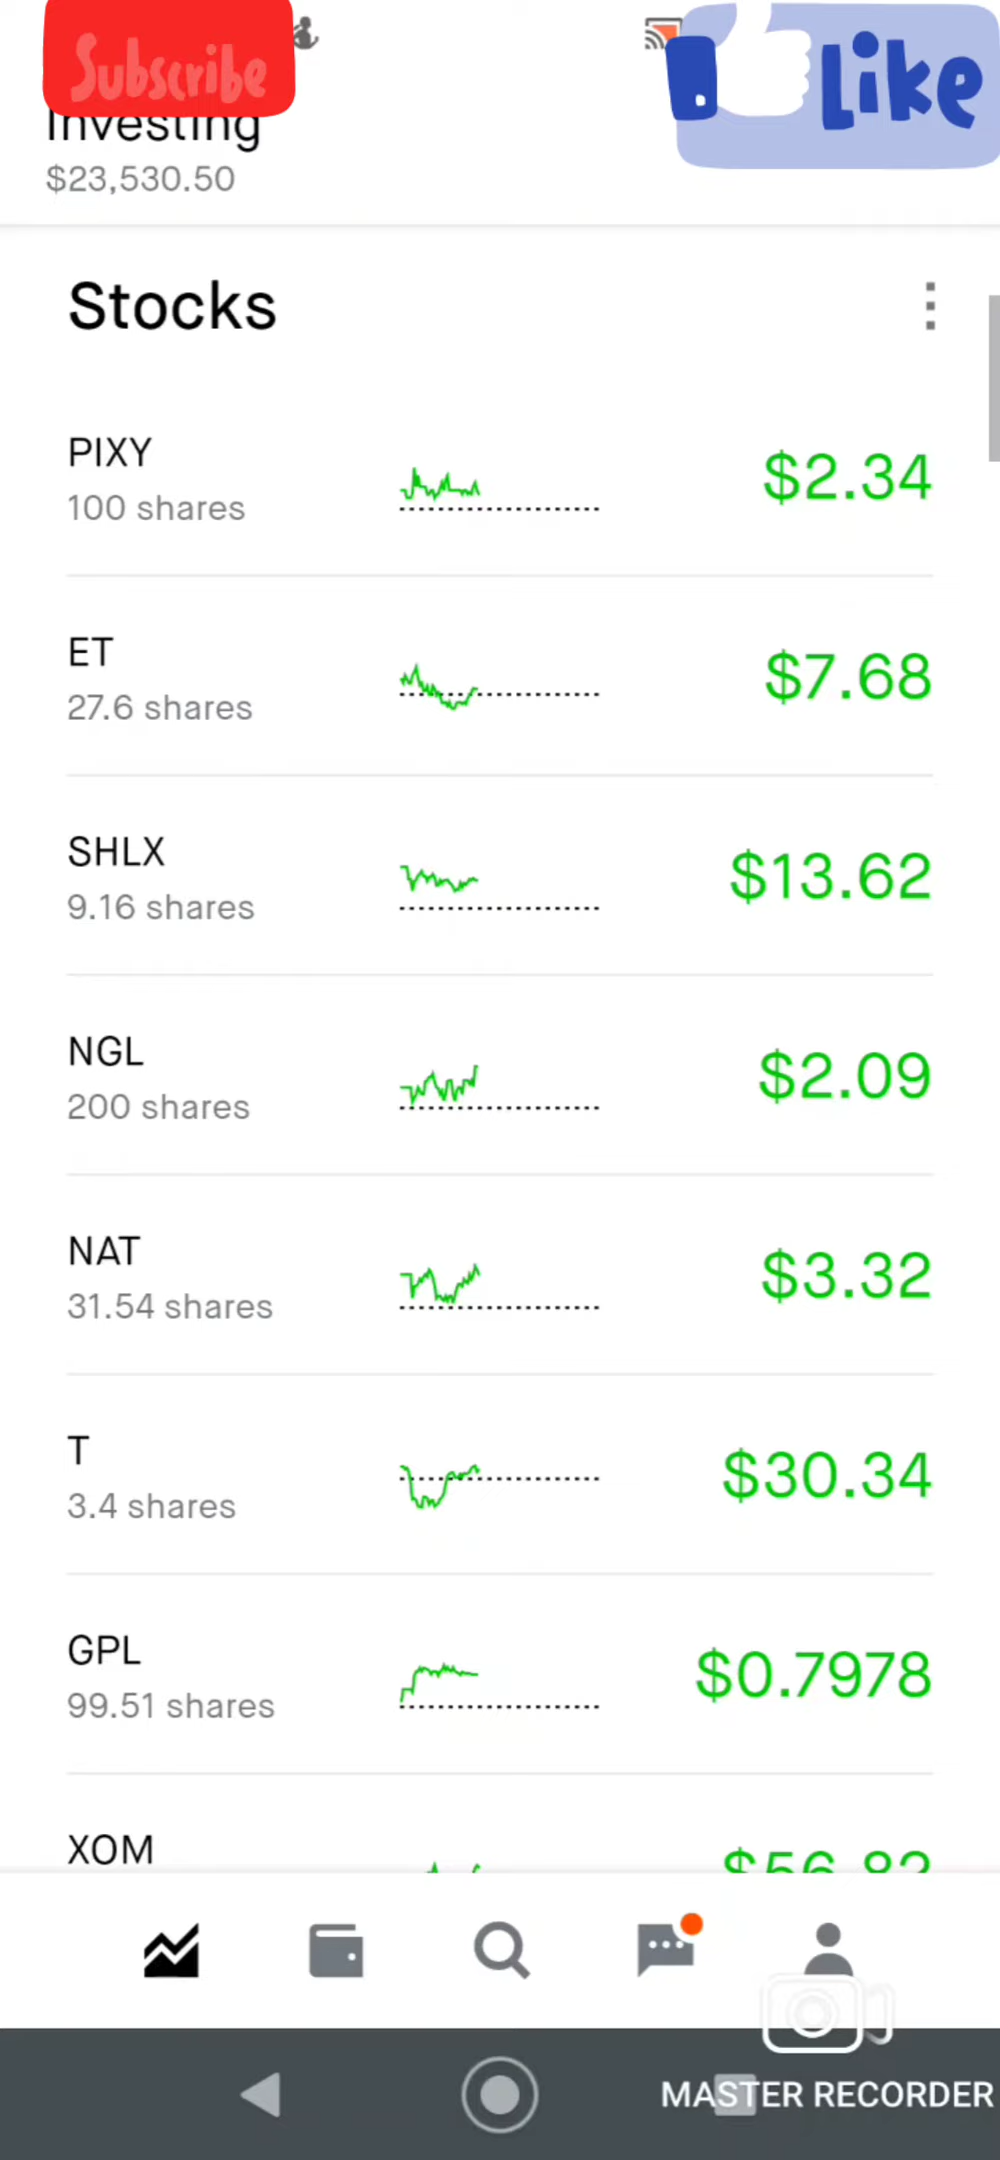 Subscribe
Like
Investing
$23,530.50
Stocks
PIXY
100 shares
$2.34
ET
27.6 shares
$7.68
SHLX
9.16 shares
$13.62
NGL
200 shares
$2.09
NAT
31.54 shares
$3.32
T
3.4 shares
$30.34
GPL
99.51 shares
$0.7978
XOM
$56.82
MASTER RECORDER